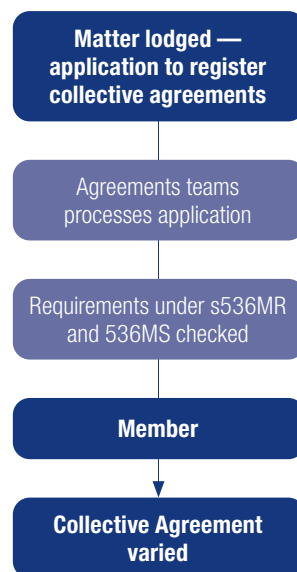 Matter lodged —
application to register
collective agreements
Agreements teams
processes application
Requirements under s536MR
and 536MS checked
Member
Collective Agreement
varied